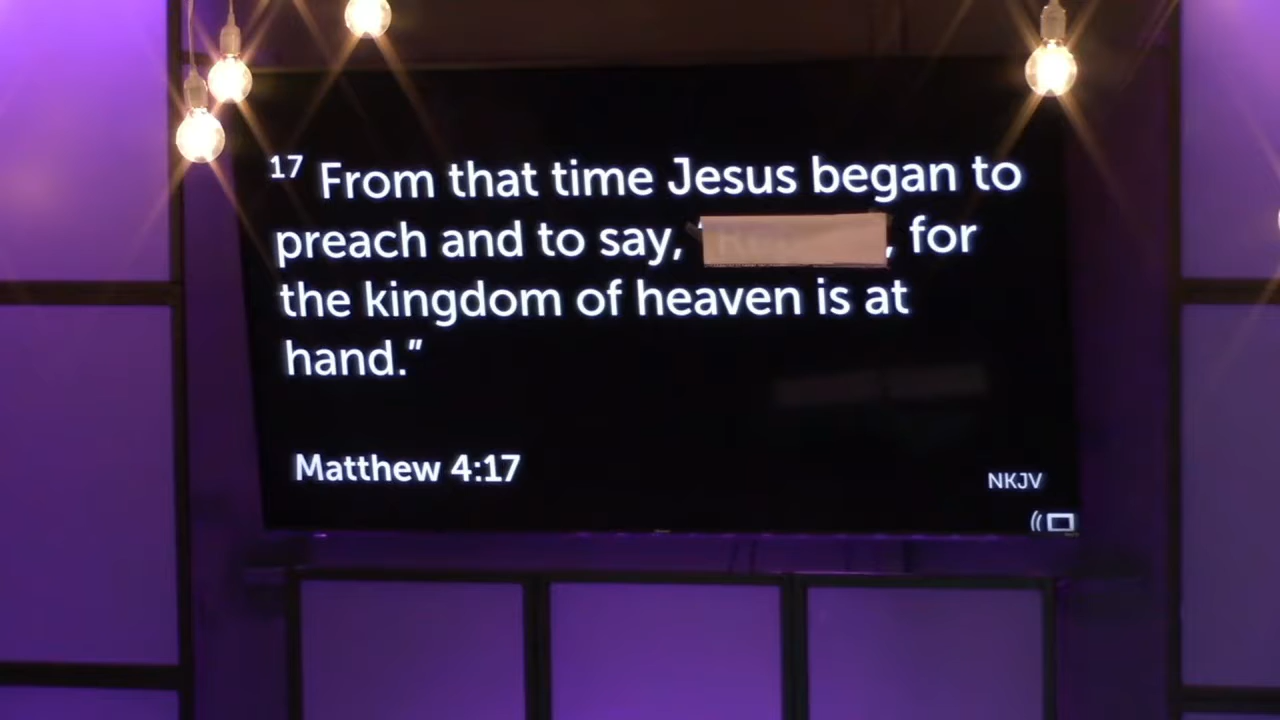 17 From that time Jesus began to
preach and to say, “ , for
the kingdom of heaven is at
hand.”
Matthew 4:17
NKJV